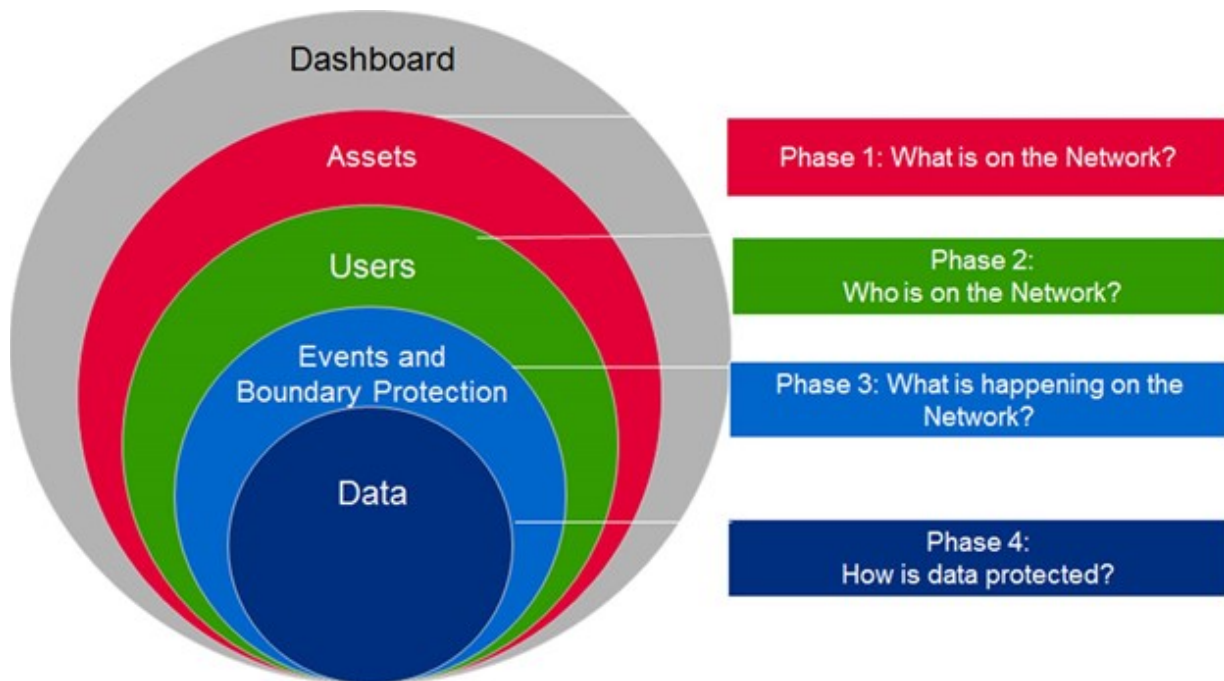 Dashboard
Assets
Phase 1: What is on the Network?
Users
Phase 2:
Who is on the Network?
Events and
Boundary Protection
Phase 3: What is happening on the
Network?
Data
Phase 4:
How is data protected?